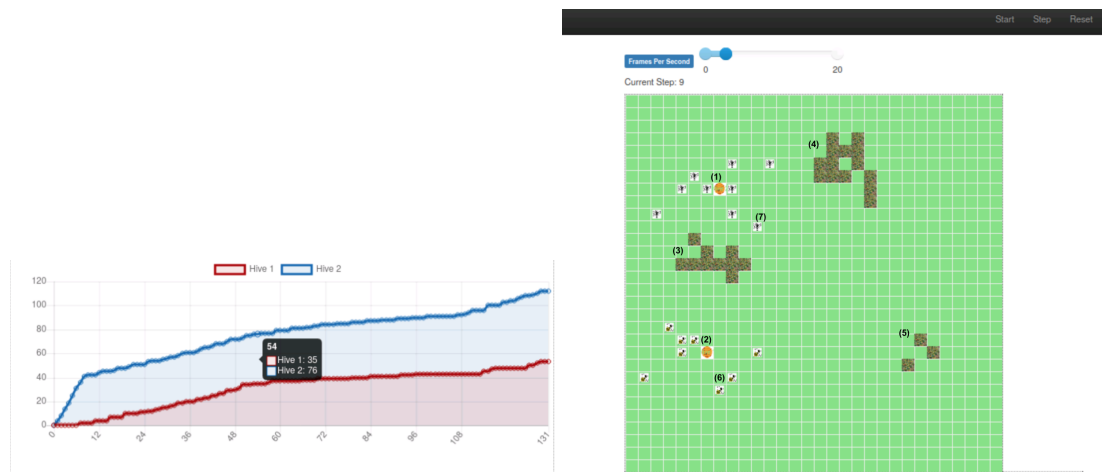 Start Step Reset
Frames Per Second
0 20
Current Step: 9
(4)
(1)
(7)
(3)
(2)
(5)
(6)
Hive 1 Hive 2
120
100
80
60
40
20
0
54
Hive 1: 35
Hive 2: 76
0 12 24 36 48 60 72 84 96 108 131